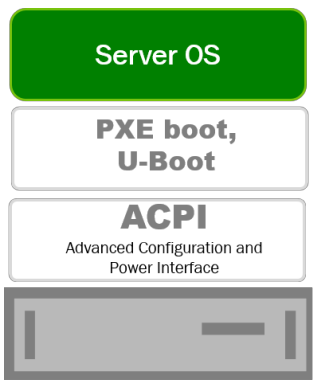 Server OS
PXE boot,
U-Boot
ACPI
Advanced Configuration and
Power Interface